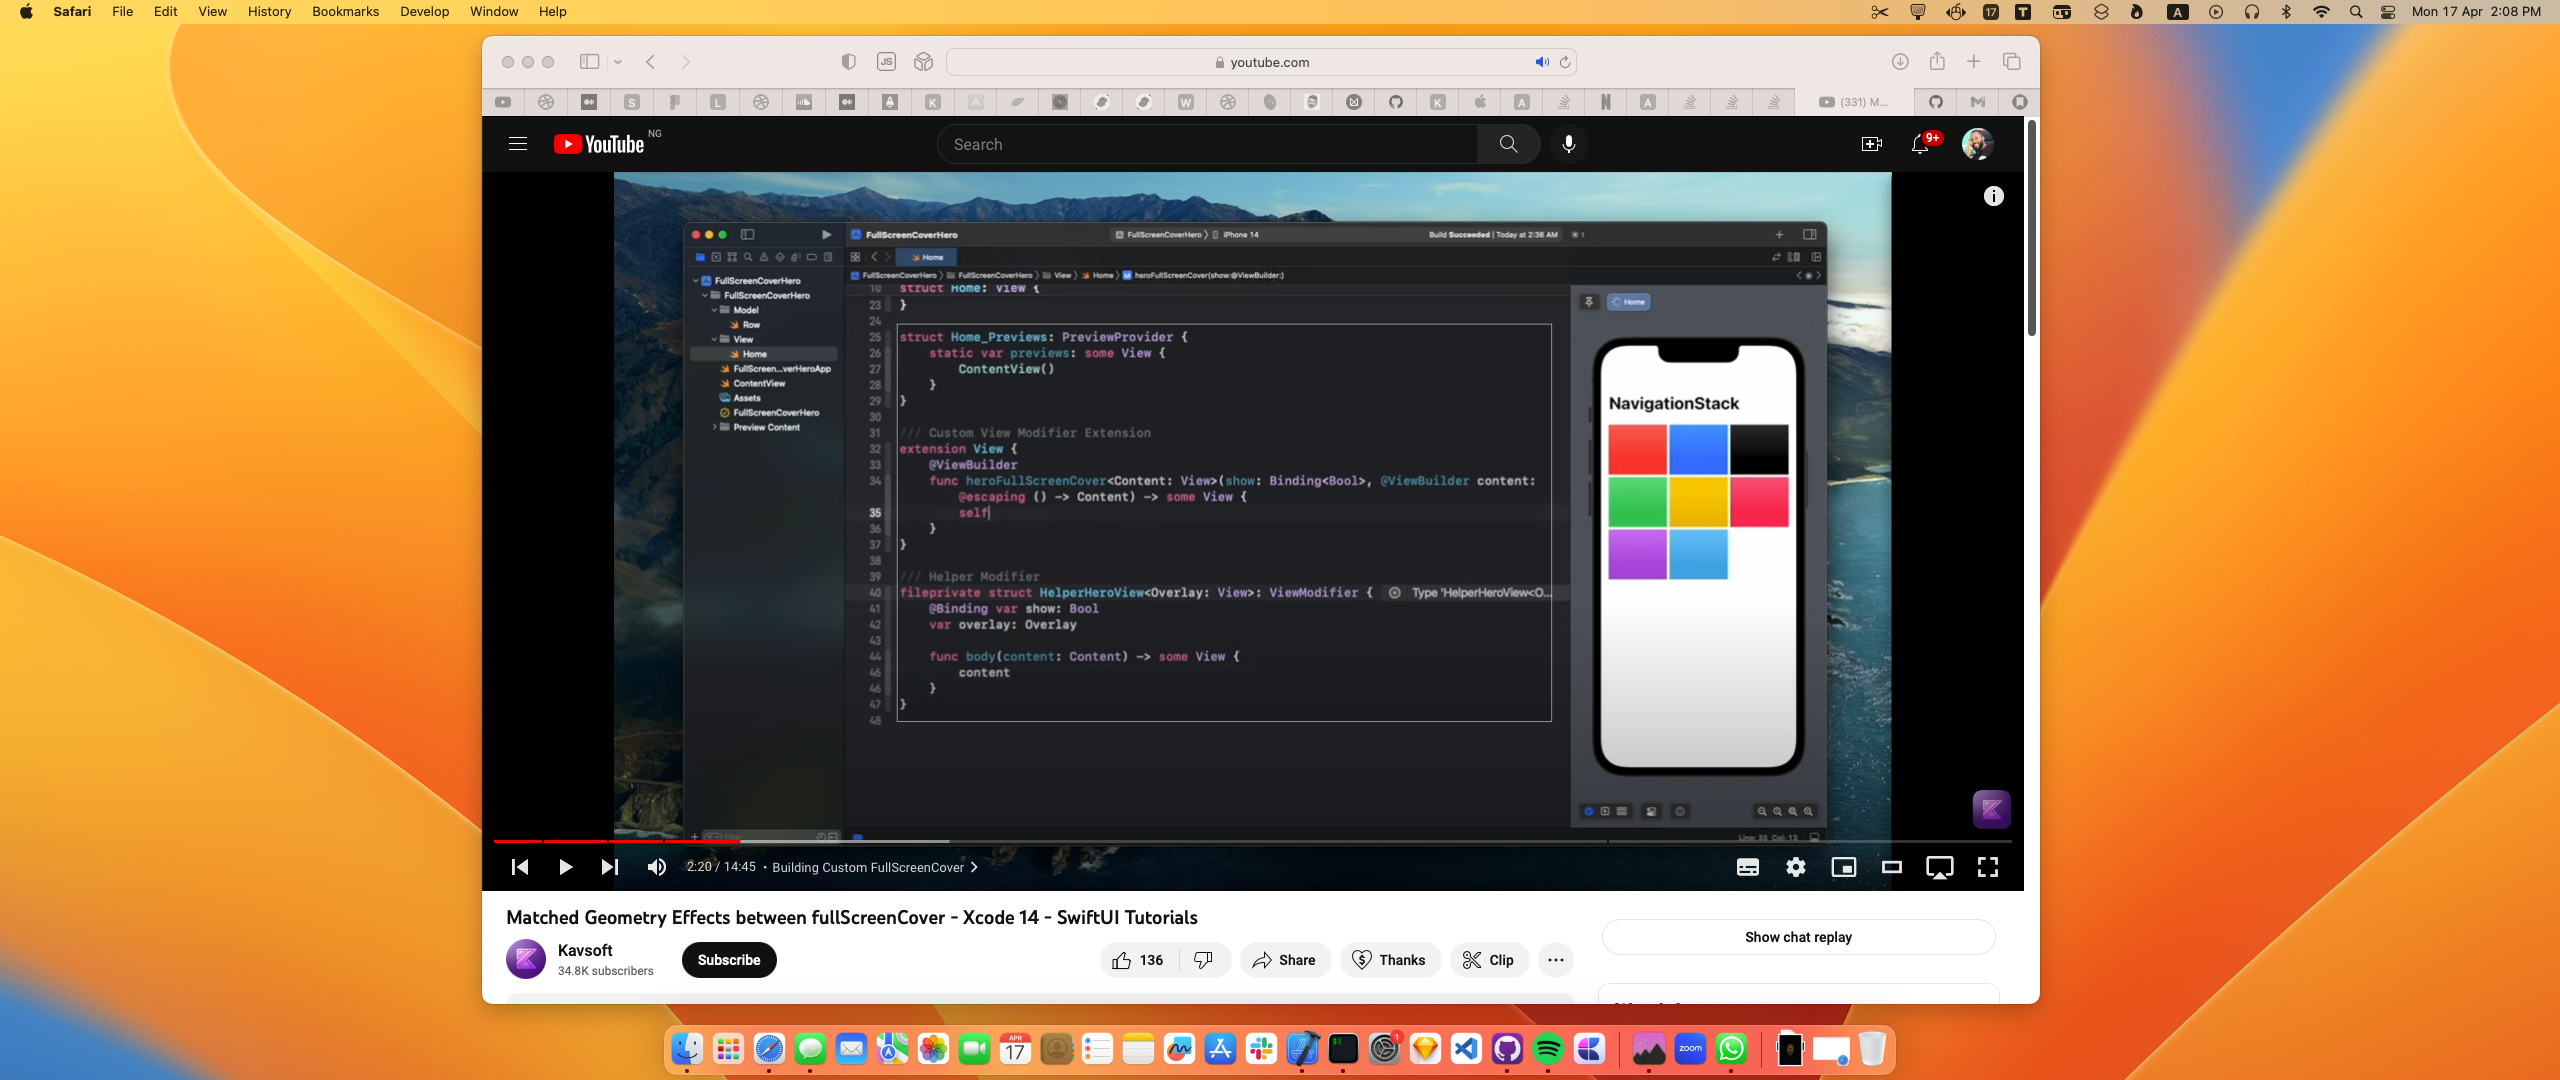 Safari File Edit View History Bookmarks Develop Window Help
17 T A Mon 17 Apr 2:08 PM
JS youtube.com
S L K A W K A N A (331) M...
YouTube NG
Search
9+
FullScreenCoverHero
FullScreenCoverHero 〉 iPhone 14
Build Succeeded | Today at 2:36 AM
1
Home
FullScreenCoverHero 〉 FullScreenCoverHero 〉 View 〉 Home 〉 M heroFullScreenCover(show:@ViewBuilder:)
FullScreenCoverHero
FullScreenCoverHero
Model
Row
View
Home
FullScreen...verHeroApp
ContentView
Assets
FullScreenCoverHero
Preview Content
Filter
10 struct Home: View {
23 }
24
25 struct Home_Previews: PreviewProvider {
26 static var previews: some View {
27 ContentView()
28 }
29 }
30
31 /// Custom View Modifier Extension
32 extension View {
33 @ViewBuilder
34 func heroFullScreenCover<Content: View>(show: Binding<Bool>, @ViewBuilder content:
@escaping () -> Content) -> some View {
35 self
36 }
37 }
38
39 /// Helper Modifier
40 fileprivate struct HelperHeroView<Overlay: View>: ViewModifier { Type 'HelperHeroView<O...
41 @Binding var show: Bool
42 var overlay: Overlay
43
44 func body(content: Content) -> some View {
45 content
46 }
47 }
48
Home
NavigationStack
Line: 35 Col: 13
2:20 / 14:45 • Building Custom FullScreenCover
Matched Geometry Effects between fullScreenCover - Xcode 14 - SwiftUI Tutorials
Kavsoft
34.8K subscribers
Subscribe
136
Share
Thanks
Clip
Show chat replay
APR
17
1
zoom